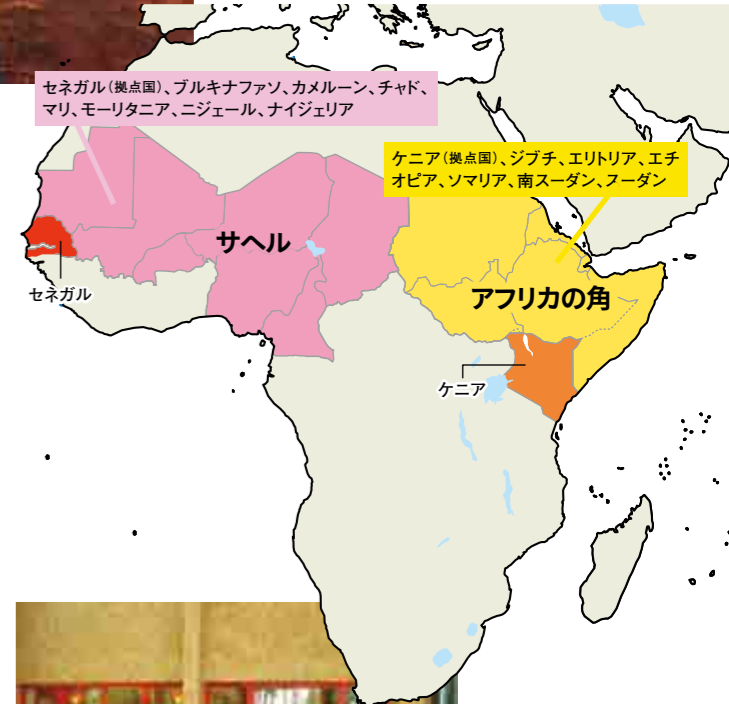 セネガル（拠点国）、ブルキナファソ、カメルーン、チャド、
マリ、モーリタニア、ニジェール、ナイジェリア
ケニア（拠点国）、ジブチ、エリトリア、エチ
オピア、ソマリア、南スーダン、スーダン
サヘル
アフリカの角
セネガル
ケニア